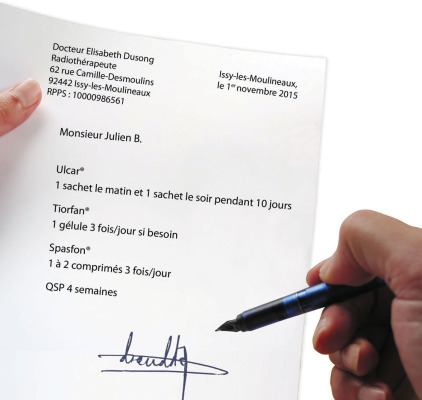 Docteur Elisabeth Dusong
Radiothérapeute
62 rue Camille-Desmoulins
92442 Issy-les-Moulineaux
RPPS : 10000986561
Issy-les-Moulineaux,
le 1er novembre 2015
Monsieur Julien B.
Ulcar®
1 sachet le matin et 1 sachet le soir pendant 10 jours
Tiorfan®
1 gélule 3 fois/jour si besoin
Spasfon®
1 à 2 comprimés 3 fois/jour
QSP 4 semaines